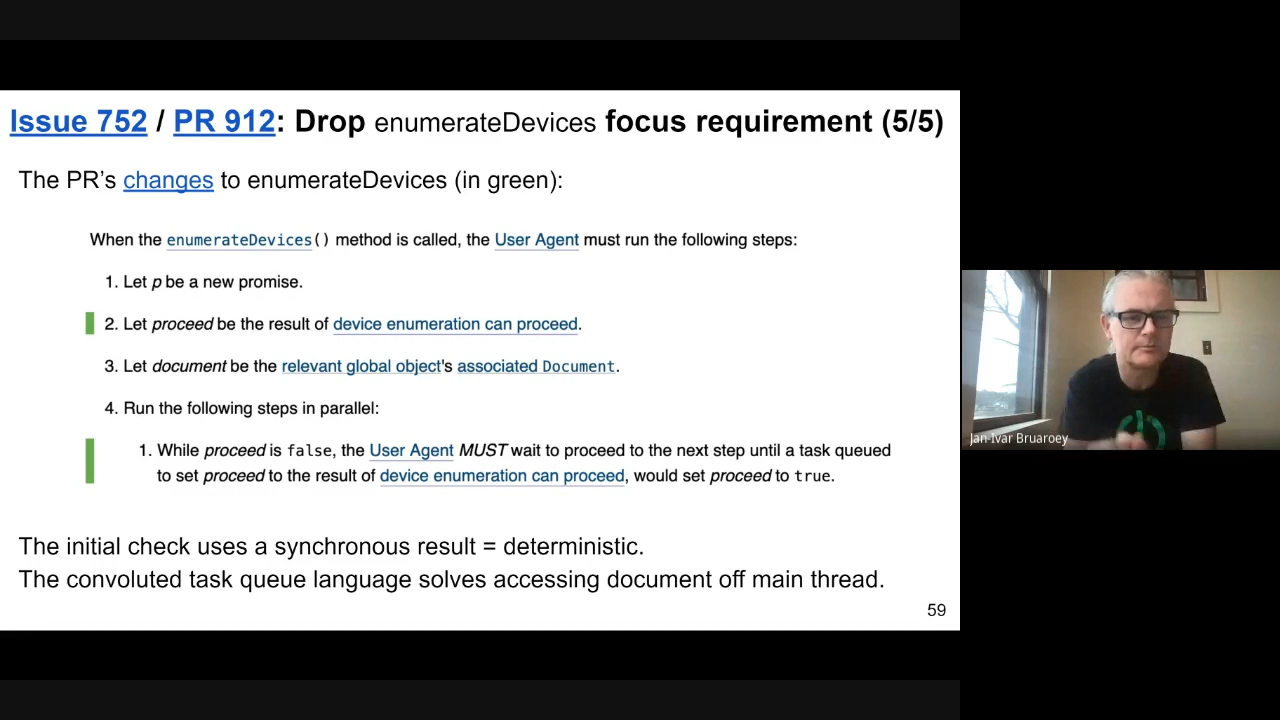 Issue 752 / PR 912: Drop enumerateDevices focus requirement (5/5)
The PR’s changes to enumerateDevices (in green):
When the enumerateDevices() method is called, the User Agent must run the following steps:
1. Let p be a new promise.
2. Let proceed be the result of device enumeration can proceed.
3. Let document be the relevant global object's associated Document.
4. Run the following steps in parallel:
1. While proceed is false, the User Agent MUST wait to proceed to the next step until a task queued
to set proceed to the result of device enumeration can proceed, would set proceed to true.
The initial check uses a synchronous result = deterministic.
The convoluted task queue language solves accessing document off main thread.
59
Jan-Ivar Bruaroey